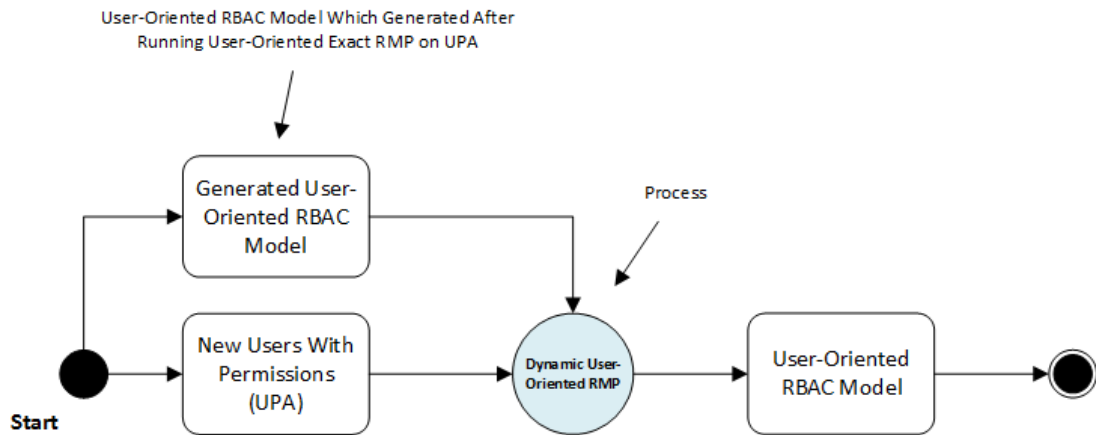 User-Oriented RBAC Model Which Generated After
Running User-Oriented Exact RMP on UPA
Generated User-
Oriented RBAC
Model
Process
New Users With
Permissions
(UPA)
Dynamic User-
Oriented RMP
User-Oriented
RBAC Model
Start